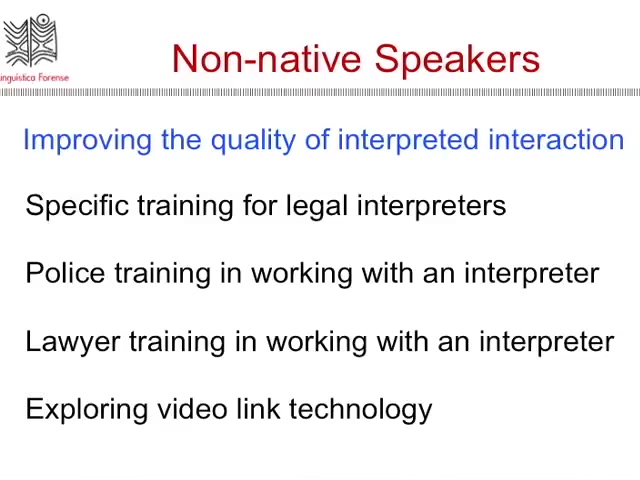 Linguística Forense
Non-native Speakers
Improving the quality of interpreted interaction
Specific training for legal interpreters
Police training in working with an interpreter
Lawyer training in working with an interpreter
Exploring video link technology